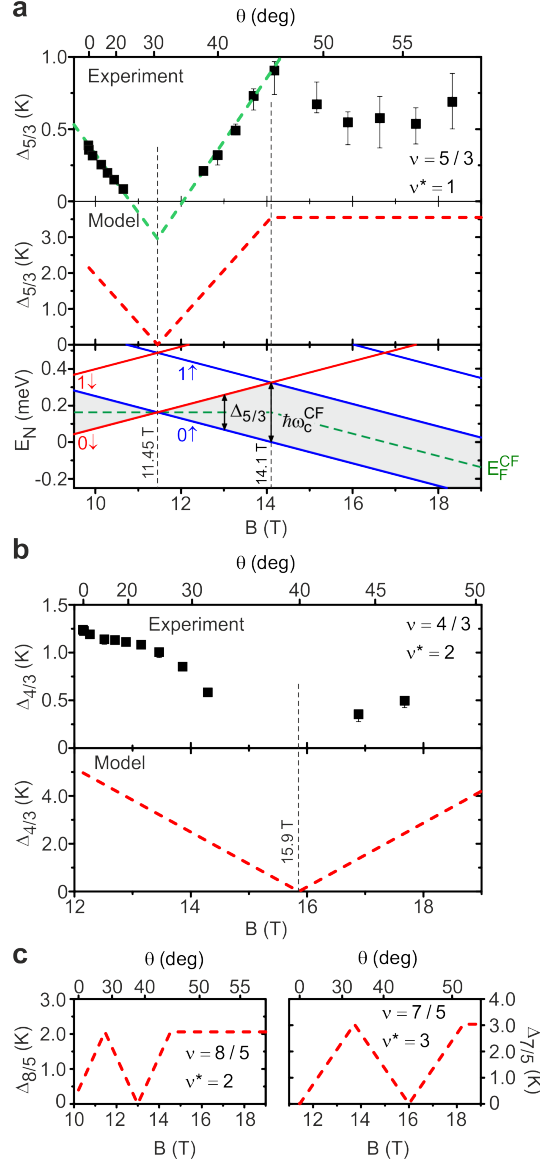 a
θ (deg)
0 30 40 50 55
1.0
Experiment
0.5
Δ5/3 (K)
ν = 5 / 3
ν* = 1
0
Model
3.0
2.0
1.0
0
Δ5/3 (K)
0.4
0.2
0
-0.2
E_N (meV)
1↓
1↑
0↓
0↑
Δ5/3
ħω_c^CF
11.45 T
14.1 T
E_F^CF
10 12 14 16 18
B (T)
b
θ (deg)
0 20 30 40 45 50
1.5
Experiment
1.0
0.5
0
Δ4/3 (K)
ν = 4 / 3
ν* = 2
Model
4.0
2.0
0
Δ4/3 (K)
15.9 T
12 14 16 18
B (T)
c
θ (deg)
0 30 40 50 55
3.0
2.0
1.0
0
Δ8/5 (K)
ν = 8 / 5
ν* = 2
10 12 14 16 18
B (T)
θ (deg)
0 30 40 50
ν = 7 / 5
ν* = 3
4.0
3.0
2.0
1.0
0
Δ7/5 (K)
12 14 16 18
B (T)